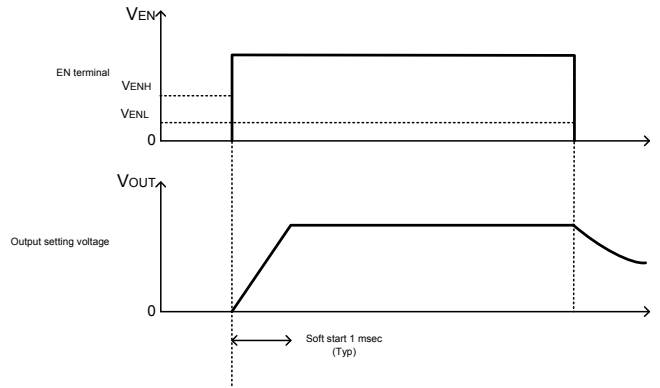 VEN
EN terminal
VENH
VENL
0
VOUT
Output setting voltage
0
Soft start 1 msec
(Typ)